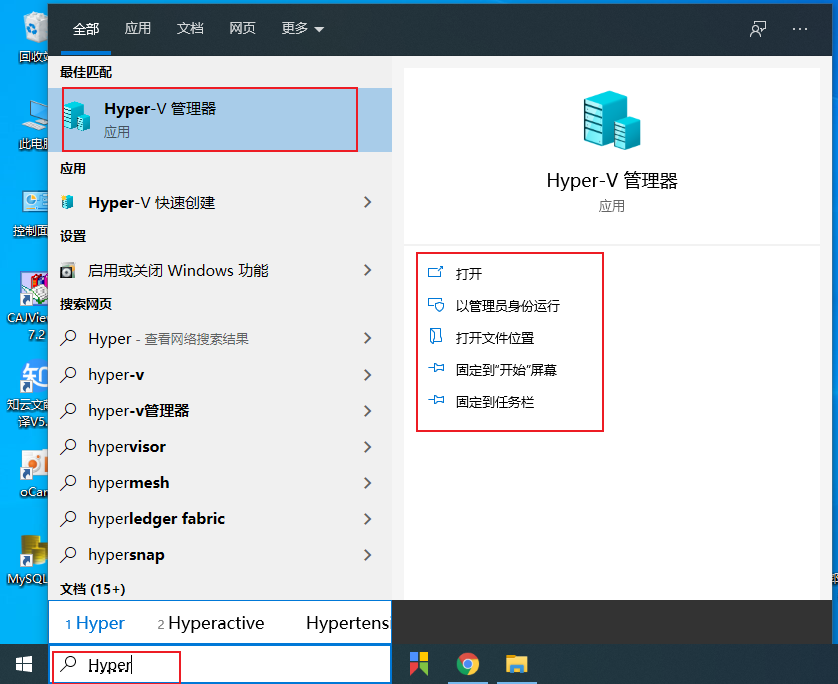 全部 应用 文档 网页 更多
最佳匹配
Hyper-V 管理器
应用
应用
Hyper-V 快速创建
设置
启用或关闭 Windows 功能
搜索网页
Hyper - 查看网络搜索结果
hyper-v
hyper-v管理器
hypervisor
hypermesh
hyperledger fabric
hypersnap
文档 (15+)
1 Hyper 2 Hyperactive Hypertensi
Hyper
Hyper-V 管理器
应用
打开
以管理员身份运行
打开文件位置
固定到"开始"屏幕
固定到任务栏
回收站
此电脑
控制面
CAJVie
7.2
知云文献
译V5.
oCar
MySQL